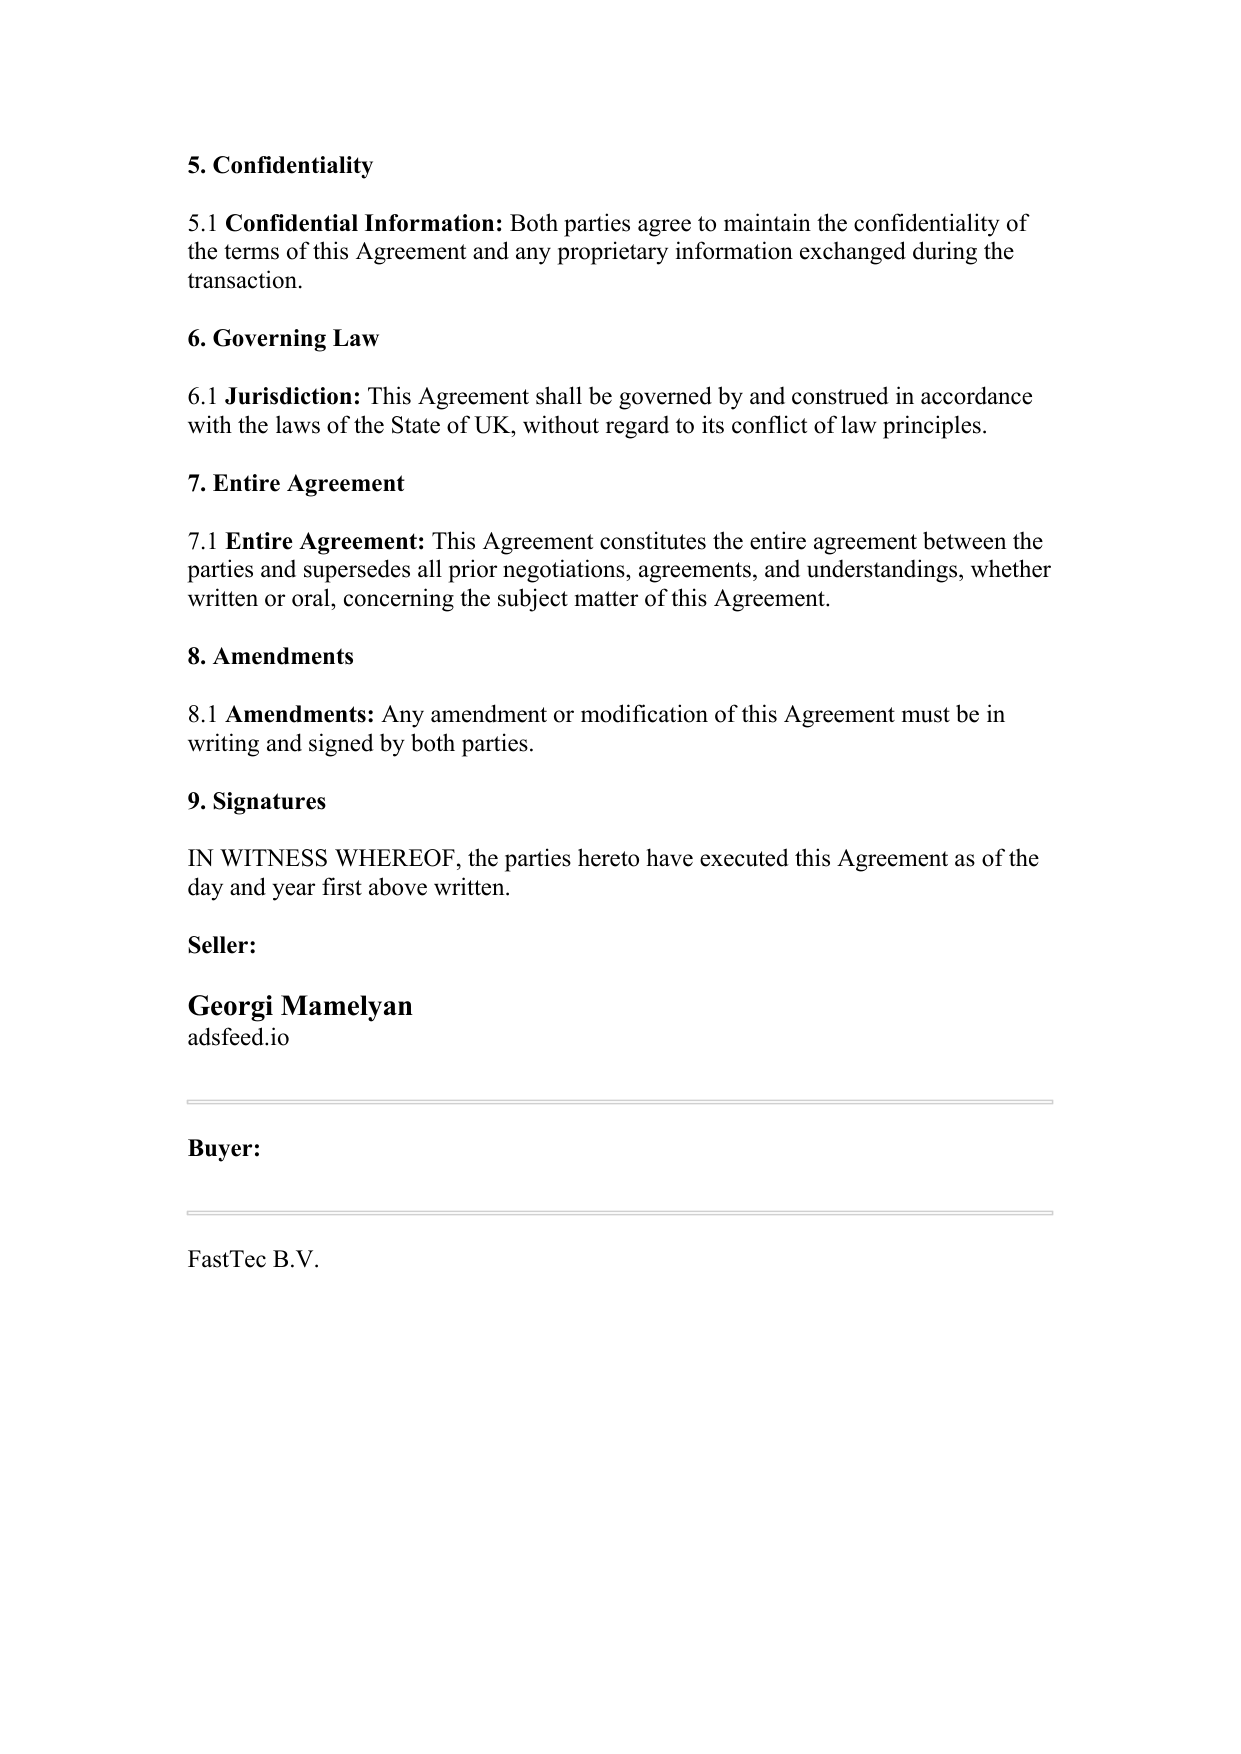 5. Confidentiality
5.1 Confidential Information: Both parties agree to maintain the confidentiality of
the terms of this Agreement and any proprietary information exchanged during the
transaction.
6. Governing Law
6.1 Jurisdiction: This Agreement shall be governed by and construed in accordance
with the laws of the State of UK, without regard to its conflict of law principles.
7. Entire Agreement
7.1 Entire Agreement: This Agreement constitutes the entire agreement between the
parties and supersedes all prior negotiations, agreements, and understandings, whether
written or oral, concerning the subject matter of this Agreement.
8. Amendments
8.1 Amendments: Any amendment or modification of this Agreement must be in
writing and signed by both parties.
9. Signatures
IN WITNESS WHEREOF, the parties hereto have executed this Agreement as of the
day and year first above written.
Seller:
Georgi Mamelyan
adsfeed.io
Buyer:
FastTec B.V.